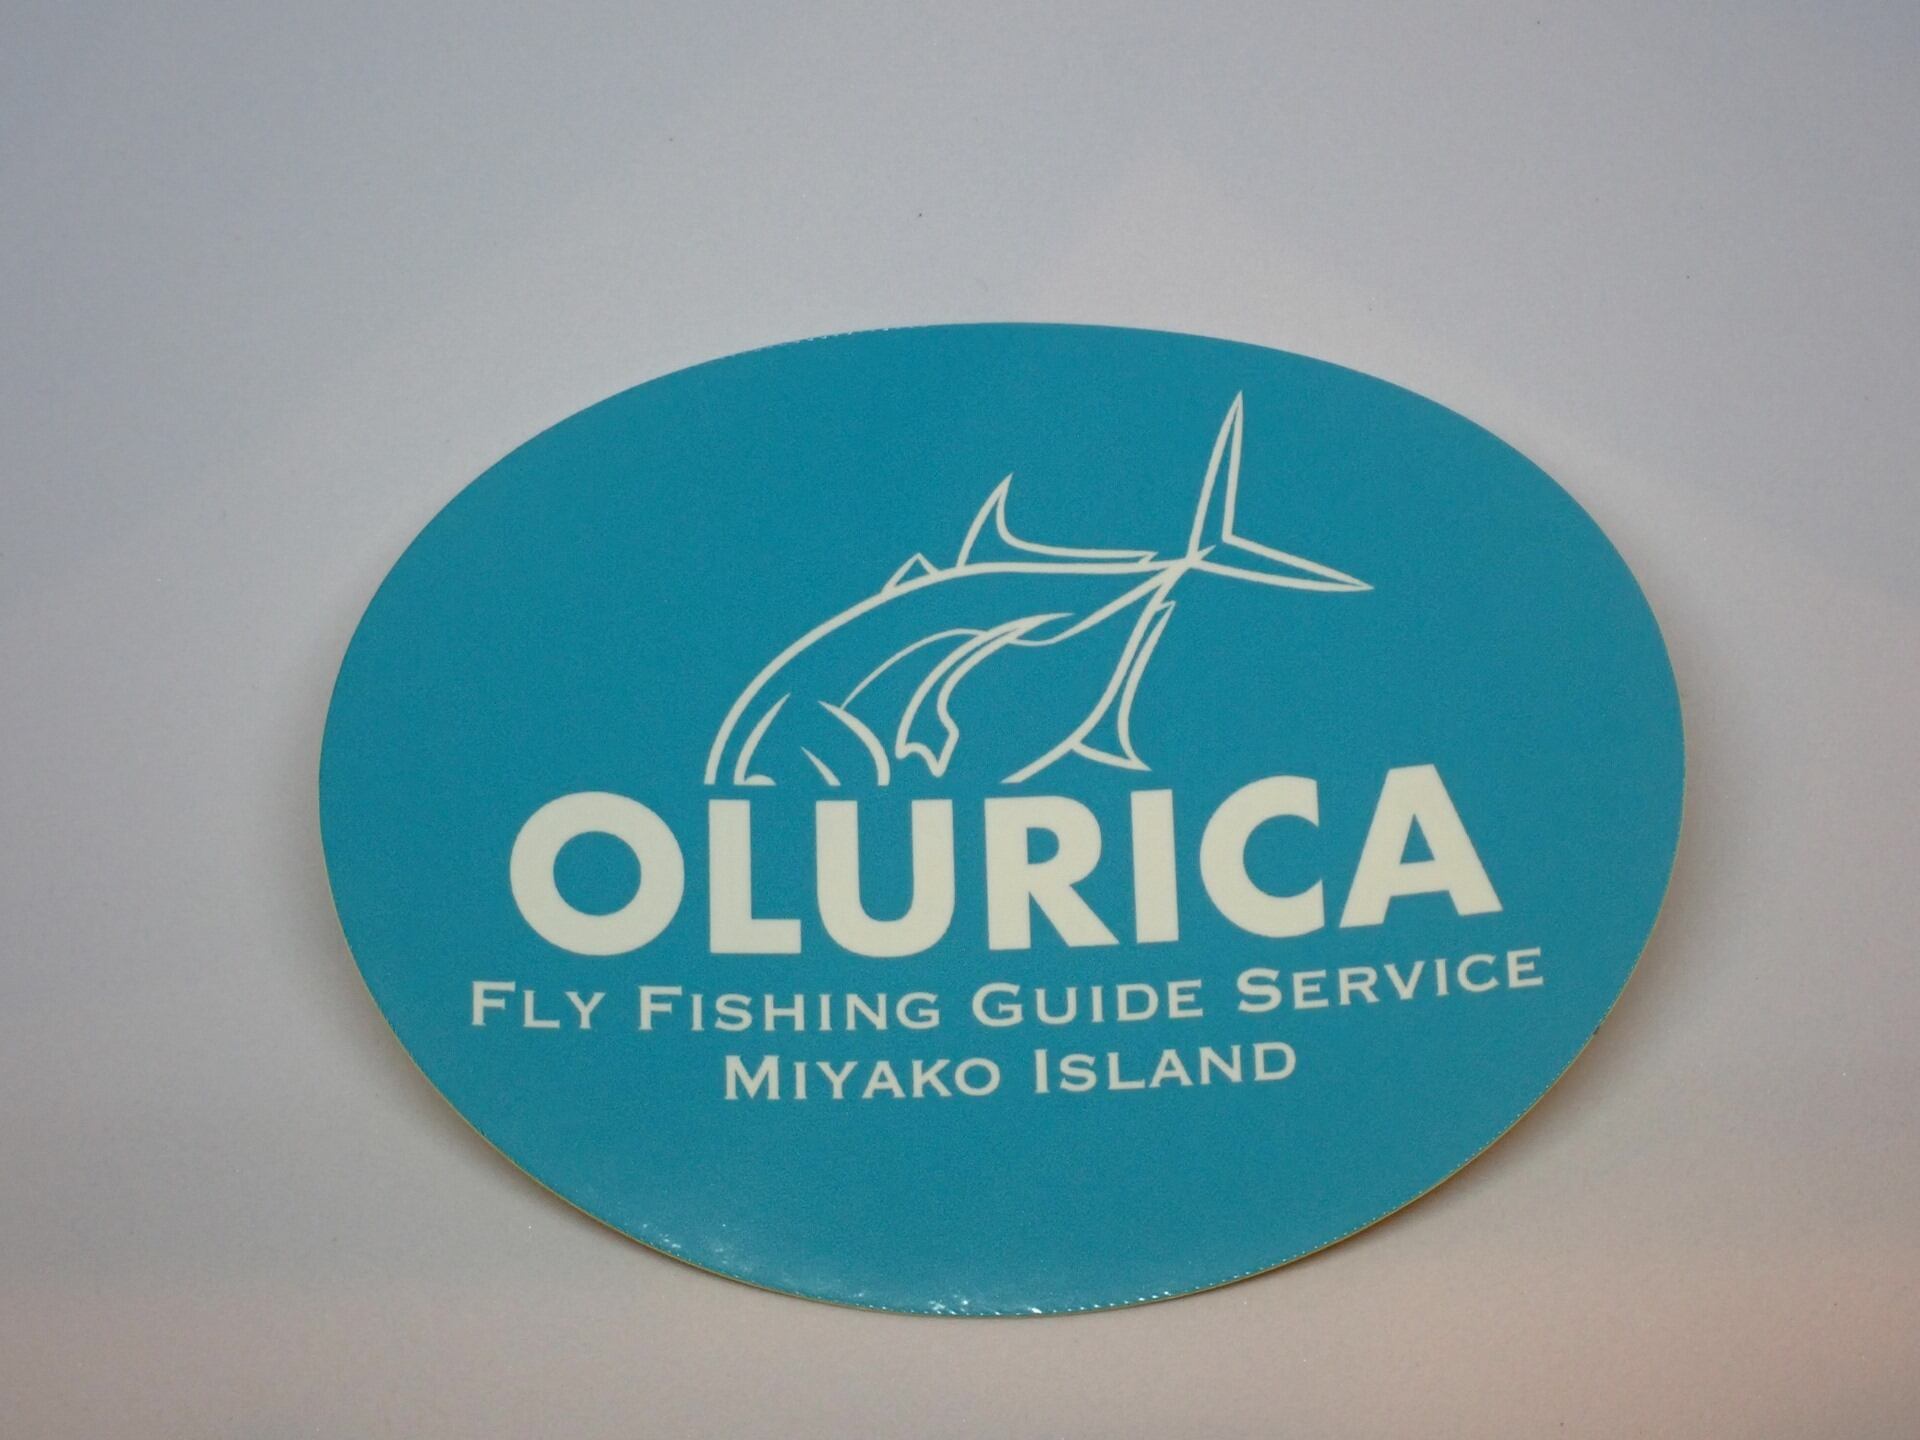 OLURICA
FLY FISHING GUIDE SERVICE
MIYAKO ISLAND